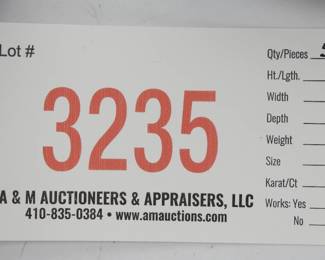 Lot #
3235
A & M AUCTIONEERS & APPRAISERS, LLC
410-835-0384 • www.amauctions.com
Qty/Pieces
Ht./Lgth.
Width
Depth
Weight
Size
Karat/Ct
Works: Yes
No